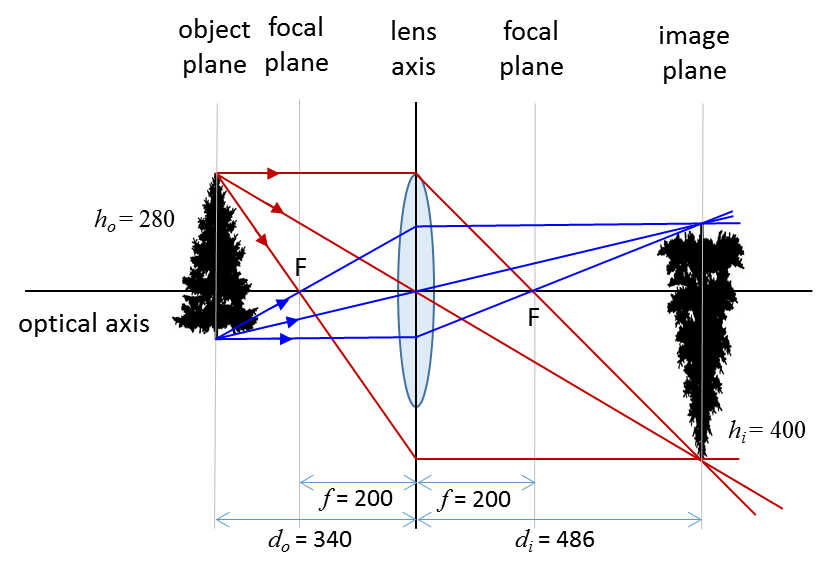 object
plane
focal
plane
lens
axis
focal
plane
image
plane
hₒ = 280
F
optical axis
F
hᵢ = 400
f = 200
f = 200
dₒ = 340
dᵢ = 486